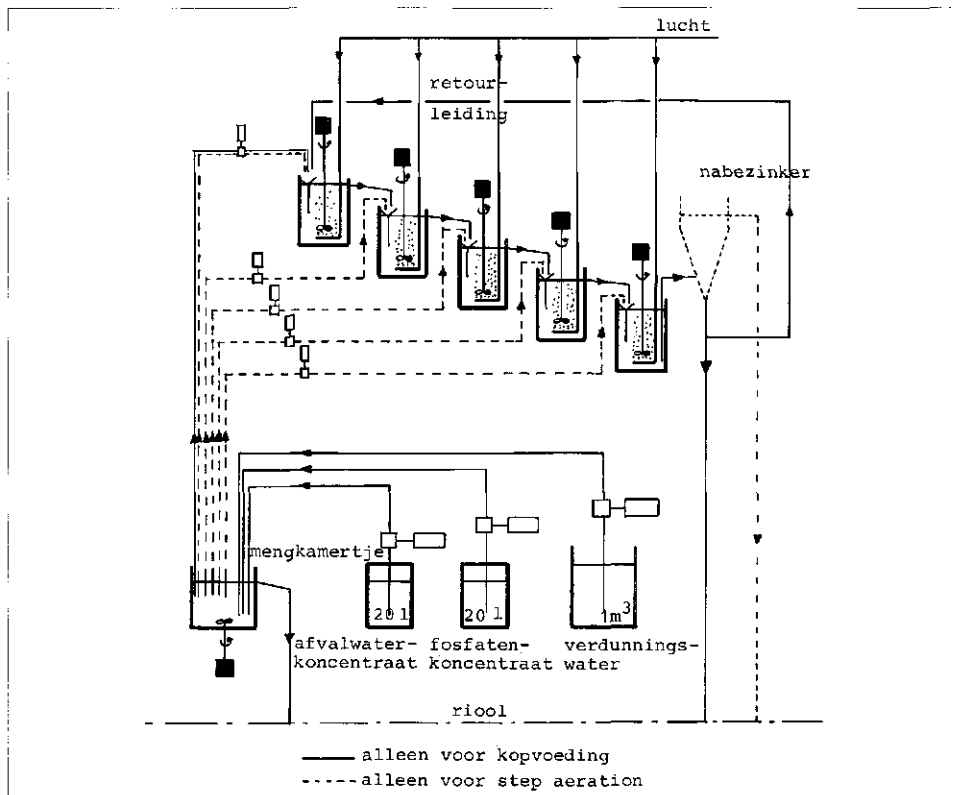 lucht
retour-
leiding
nabezinker
mengkamertje
20 l
20 l
1m³
afvalwater-
koncentraat
fosfaten-
koncentraat
verdunnings-
water
riool
alleen voor kopvoeding
alleen voor step aeration